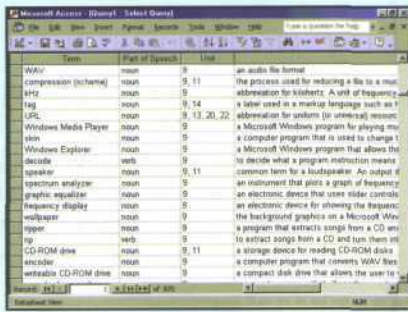 Microsoft Access - [Query1 : Select Query]
File Edit View Insert Format Records Tools Window Help Type a question for help
Term Part of Speech Unit
WAV noun 9 an audio file format
compression (scheme) noun 9, 11 the process used for reducing a file to a
kHz noun 9 abbreviation for kilohertz. A unit of frequency
tag noun 9, 14 a label used in a markup language such as
URL noun 9, 13, 20, 22 abbreviation for uniform (or universal) resourc
Windows Media Player noun 9 a Microsoft Windows program for playing
skin noun 9 a computer program that is used to change
Windows Explorer noun 9 a Microsoft Windows program that allows the
decode verb 9 to decide what a program instruction means
speaker noun 9, 11 common term for a loudspeaker. An output
spectrum analyzer noun 9 an instrument that plots a graph of frequency
graphic equalizer noun 9 an electronic device that uses slider controls
frequency display noun 9 an electronic device for showing the frequenc
wallpaper noun 9 the background graphics on a Microsoft
ripper noun 9 a program that extracts songs from a CD
rip verb 9 to extract songs from a CD and turn them
CD-ROM drive noun 9, 11 a storage device for reading CD-ROM disks
encoder noun 9 a computer program that converts WAV files
writeable CD-ROM drive noun 9 a compact disk drive that allows the user to
Record: 1 of
Datasheet View NUM